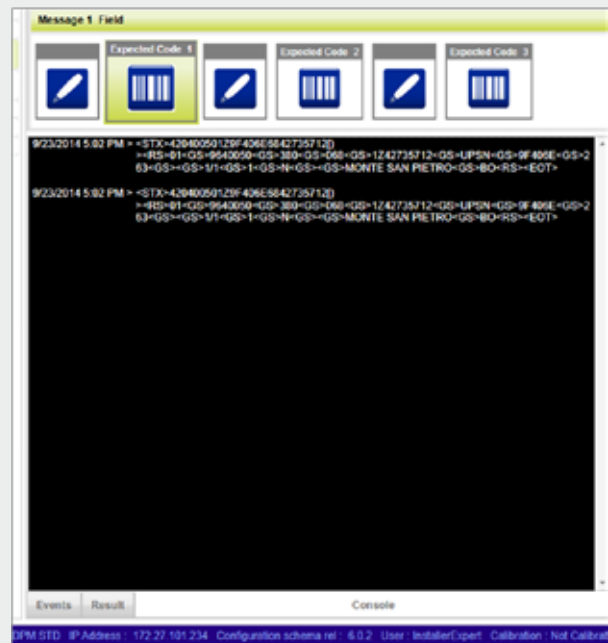 Message 1 Field
Expected Code 1
Expected Code 2
Expected Code 3
9/23/2014 5:02 PM > <STX>420400501Z9F406E6842735712[)
><RS>01<GS>9640050<GS>380<GS>068<GS>1Z42735712<GS>UPSN<GS>9F406E<GS>2
63<GS><GS>1/1<GS>1<GS>N<GS><GS>MONTE SAN PIETRO<GS>BO<RS><EOT>
9/23/2014 5:02 PM > <STX>420400501Z9F406E6842735712[)
><RS>01<GS>9640050<GS>380<GS>068<GS>1Z42735712<GS>UPSN<GS>9F406E<GS>2
63<GS><GS>1/1<GS>1<GS>N<GS><GS>MONTE SAN PIETRO<GS>BO<RS><EOT>
Events Result Console
DPM STD IP Address : 172.27.101.234 Configuration schema rel : 6.0.2 User : InstallerExpert Calibration : Not Calibra